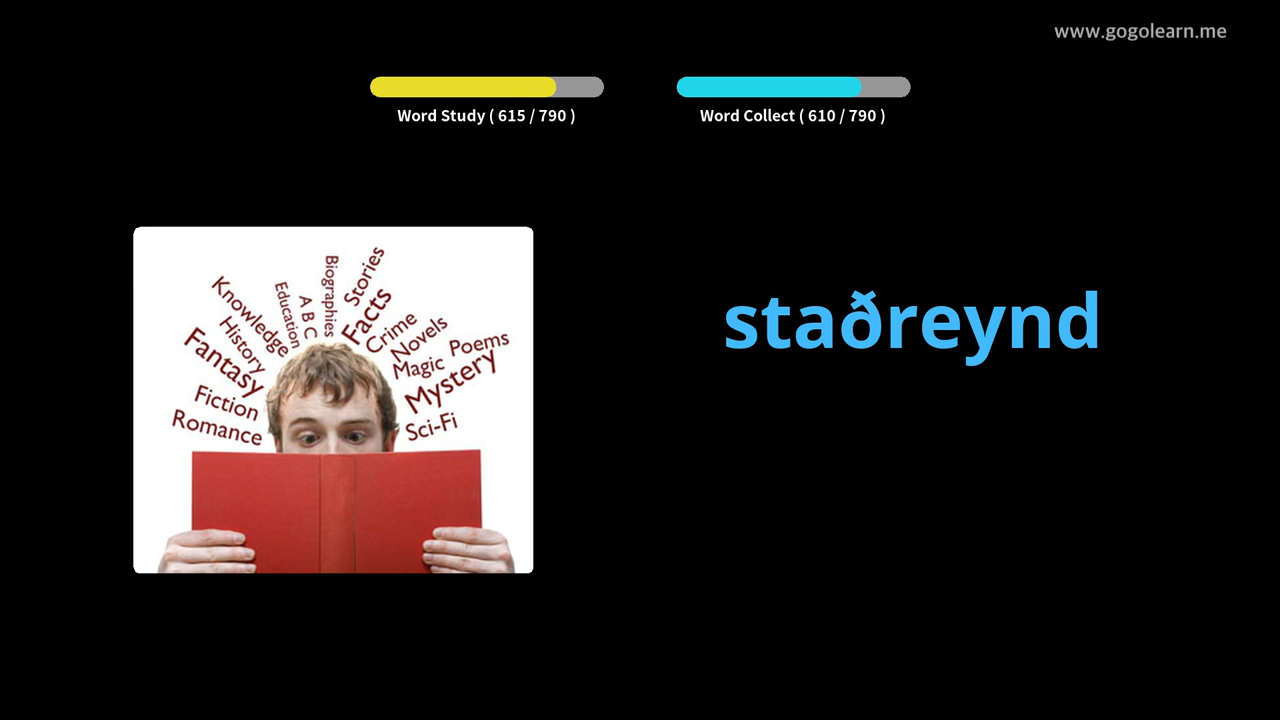 www.gogolearn.me
Word Study ( 615 / 790 )
Word Collect ( 610 / 790 )
staðreynd
Romance
Fiction
Fantasy
History
Knowledge
Education
A B C
Biographies
Stories
Facts
Crime
Novels
Magic
Poems
Mystery
Sci-Fi